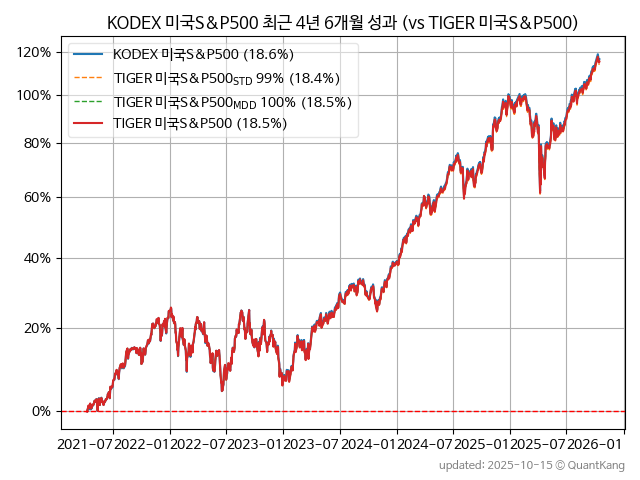 KODEX 미국S&P500 최근 4년 6개월 성과 (vs TIGER 미국S&P500)
KODEX 미국S&P500 (18.6%)
TIGER 미국S&P500STD 99% (18.4%)
TIGER 미국S&P500MDD 100% (18.5%)
TIGER 미국S&P500 (18.5%)
120%
100%
80%
60%
40%
20%
0%
2021-07 2022-01 2022-07 2023-01 2023-07 2024-01 2024-07 2025-01 2025-07 2026-01
updated: 2025-10-15 © QuantKang